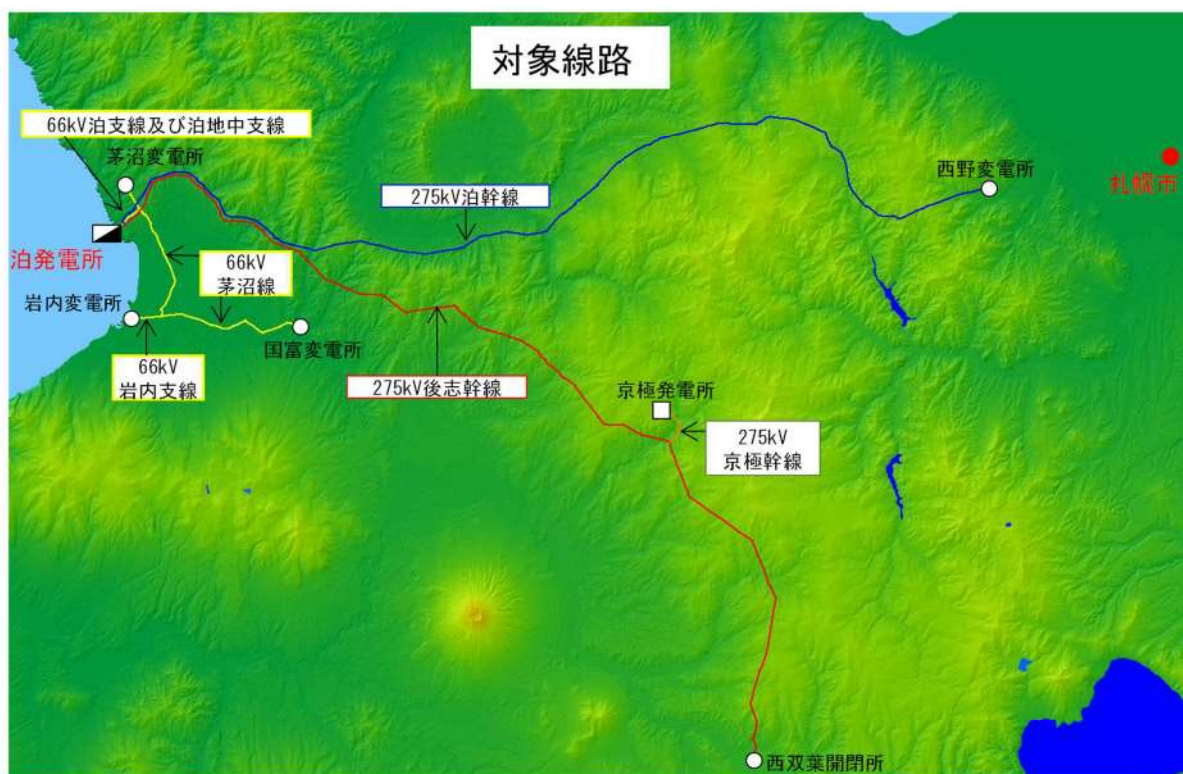 対象線路
66kV泊支線及び泊地中支線
茅沼変電所
西野変電所
札幌市
275kV泊幹線
泊発電所
66kV
茅沼線
岩内変電所
国富変電所
66kV
岩内支線
275kV後志幹線
京極発電所
275kV
京極幹線
西双葉開閉所